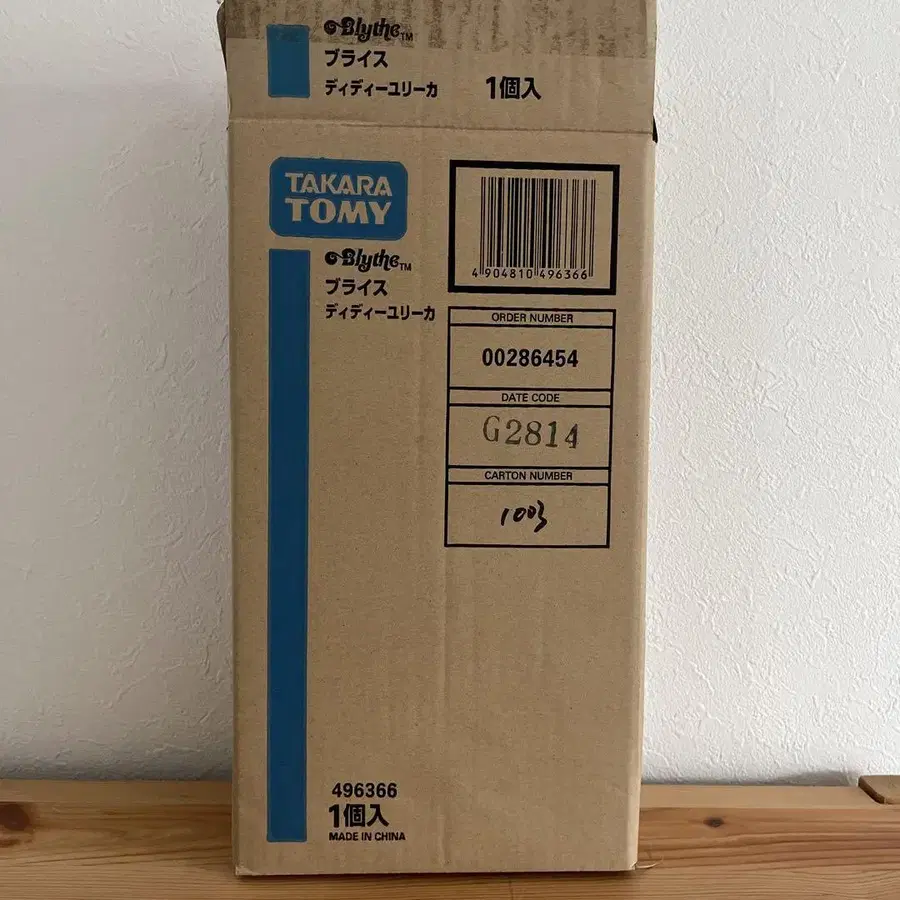 Blythe™
ブライス
ディディーユリーカ 1個入
TAKARA
TOMY
4 904810 496366
Blythe™
ブライス
ディディーユリーカ
ORDER NUMBER
00286454
DATE CODE
G2814
CARTON NUMBER
1003
496366
1個入
MADE IN CHINA